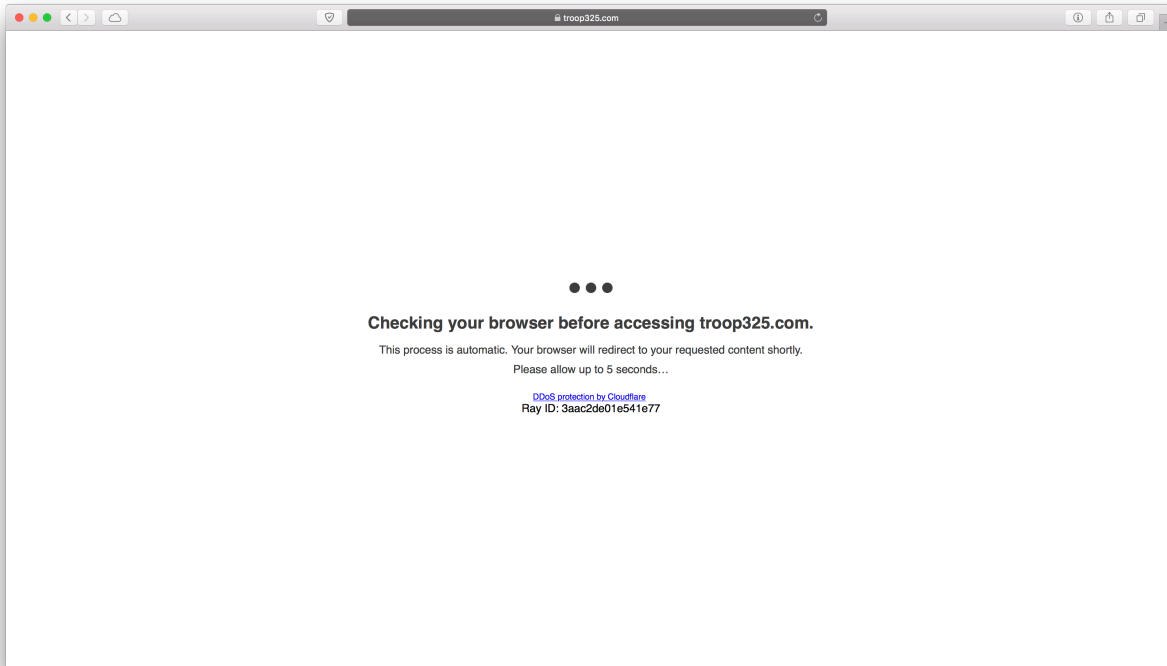 troop325.com
Checking your browser before accessing troop325.com.
This process is automatic. Your browser will redirect to your requested content shortly.
Please allow up to 5 seconds…
DDoS protection by Cloudflare
Ray ID: 3aac2de01e541e77